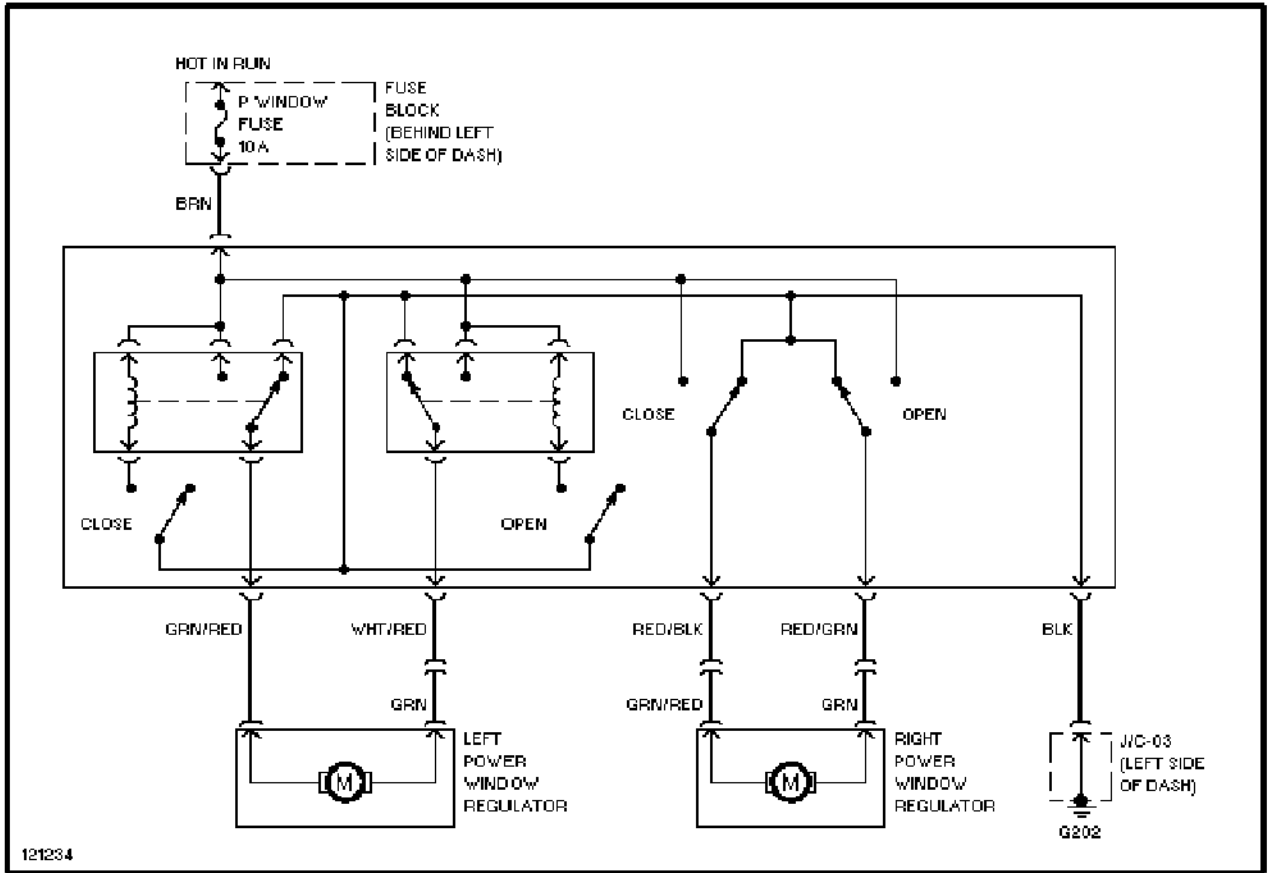 HOT IN RUN
P WINDOW
FUSE
10A
FUSE
BLOCK
(BEHIND LEFT
SIDE OF DASH)
BRN
CLOSE
OPEN
CLOSE
OPEN
GRN/RED
WHT/RED
RED/BLK
RED/GRN
BLK
GRN
GRN/RED
GRN
LEFT
POWER
WINDOW
REGULATOR
M
RIGHT
POWER
WINDOW
REGULATOR
M
J/C-03
(LEFT SIDE
OF DASH)
G202
121234